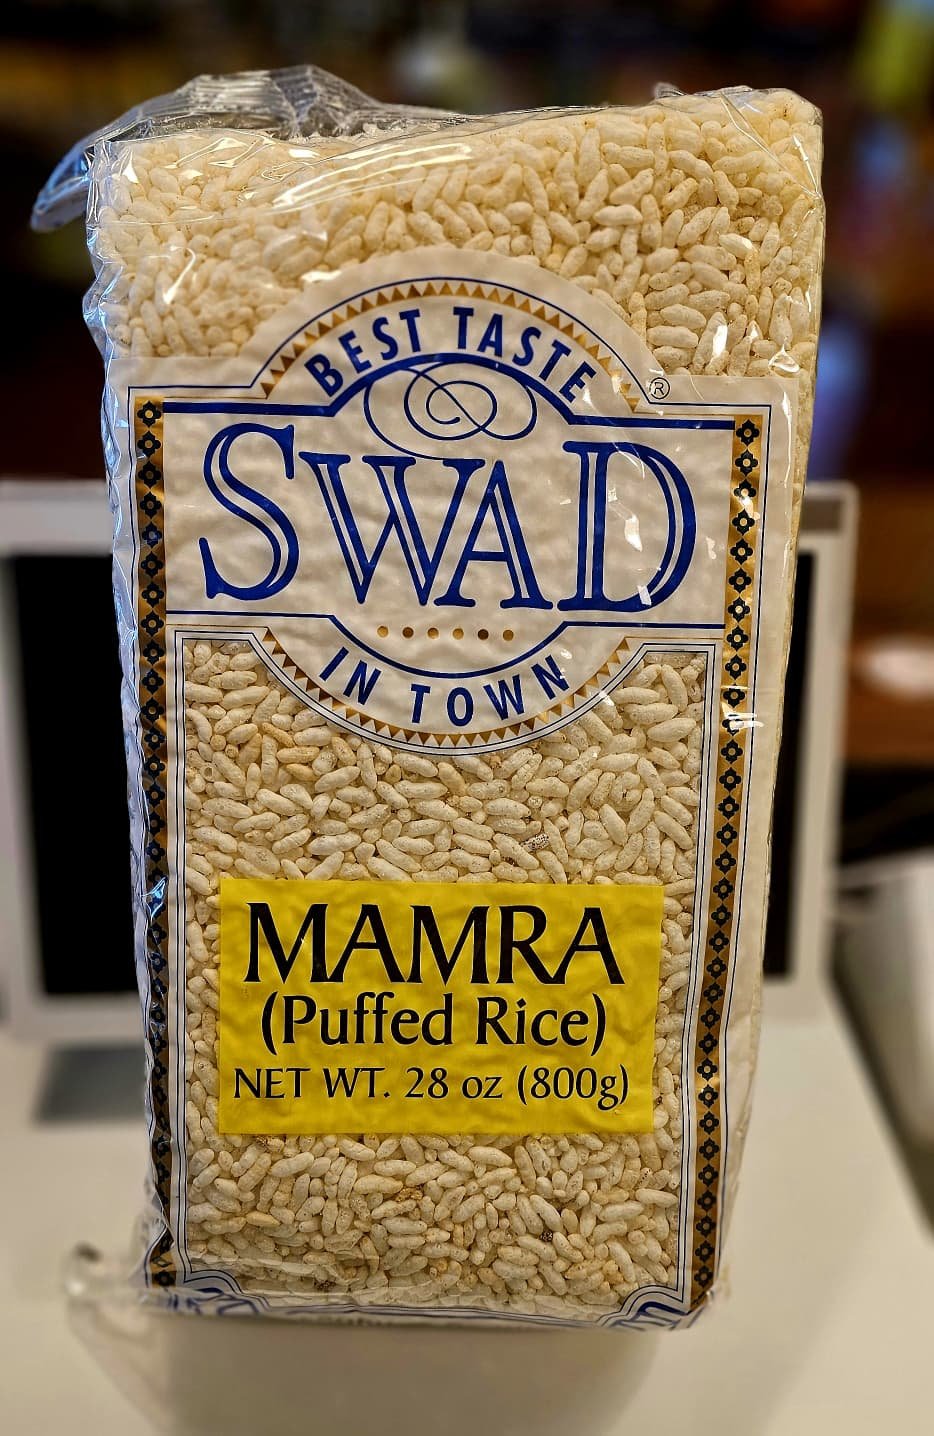 BEST TASTE
®
SWAD
IN TOWN
MAMRA
(Puffed Rice)
NET WT. 28 oz (800g)